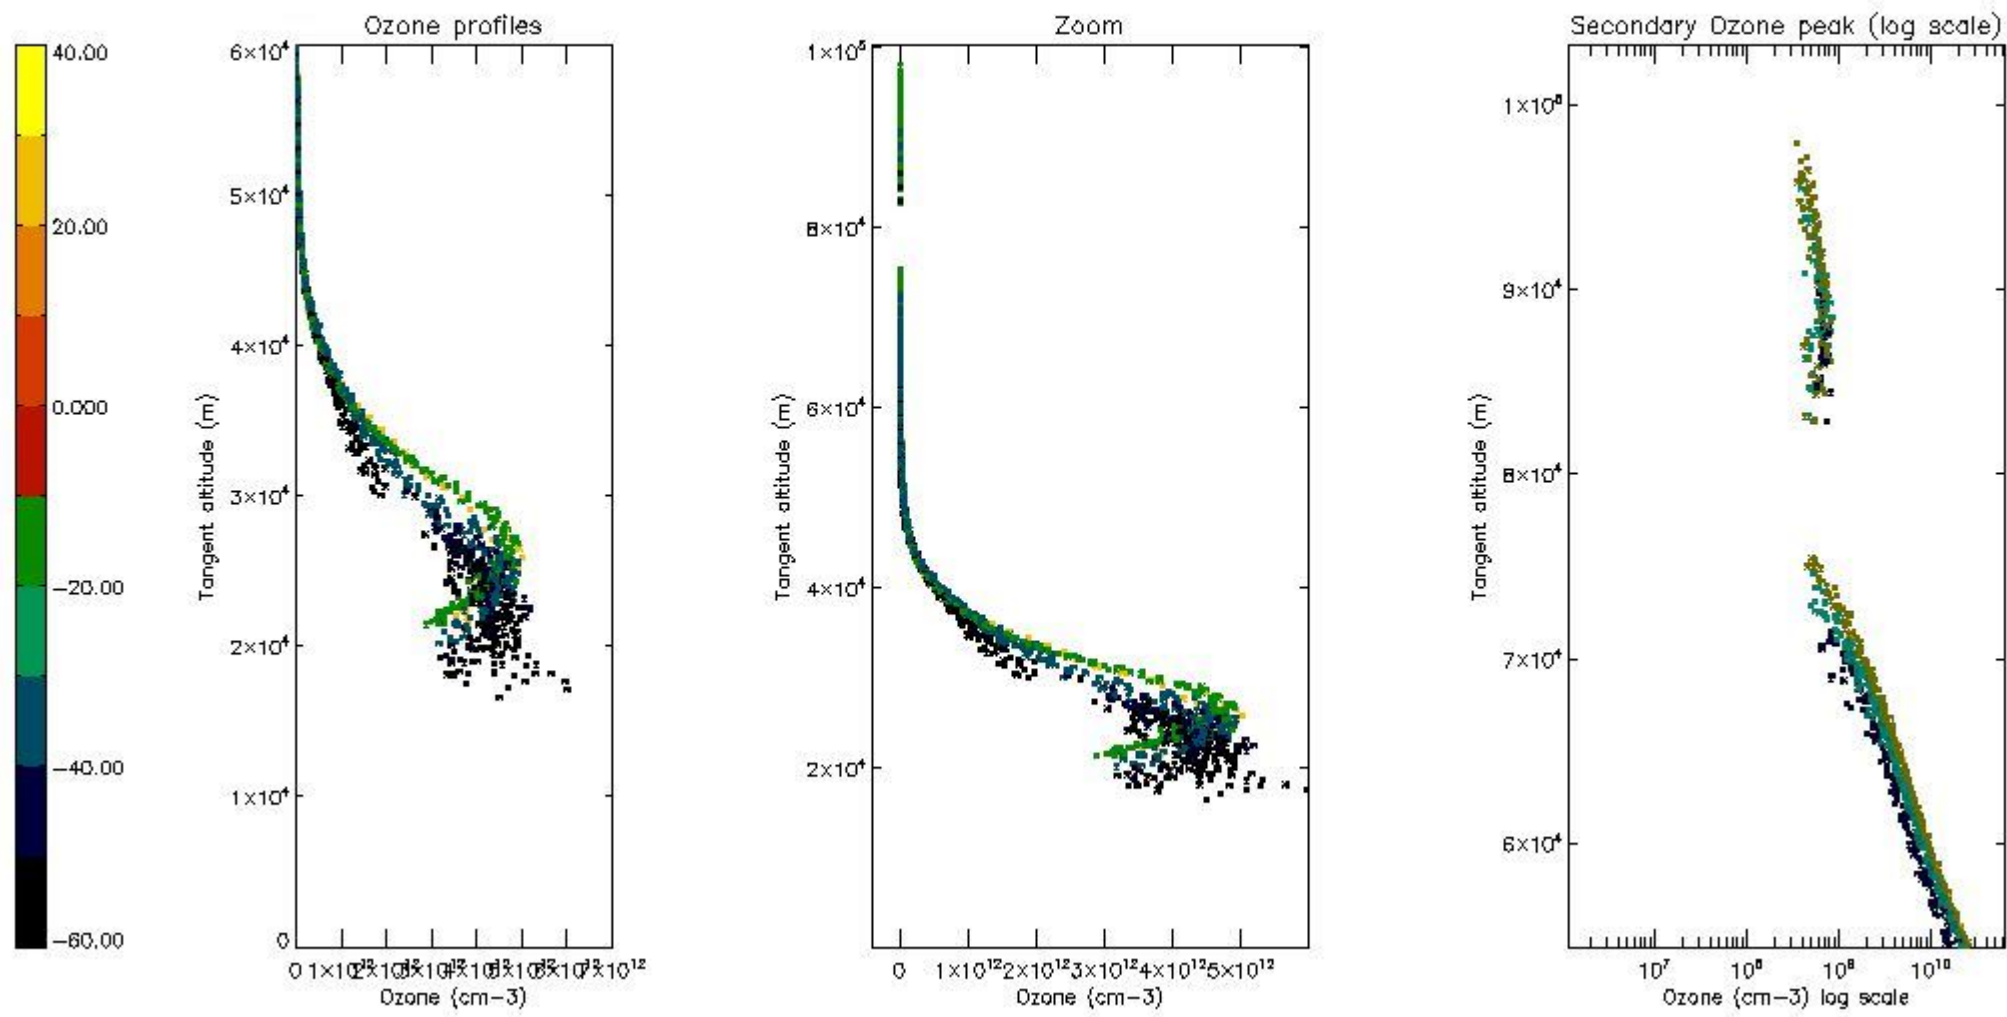 Ozone profiles
Zoom
Secondary Ozone peak (log scale)
40.00
20.00
0.000
-20.00
-40.00
-60.00
6×10⁴
5×10⁴
4×10⁴
3×10⁴
2×10⁴
1×10⁴
0
Tangent altitude (m)
0
7×10¹²
Ozone (cm-3)
1×10⁵
8×10⁴
6×10⁴
4×10⁴
2×10⁴
Tangent altitude (m)
0 1×10¹² 2×10¹² 3×10¹² 4×10¹² 5×10¹²
Ozone (cm-3)
9×10⁴
8×10⁴
7×10⁴
6×10⁴
Tangent altitude (m)
10⁷ 10⁸ 10⁹ 10¹⁰
Ozone (cm-3) log scale